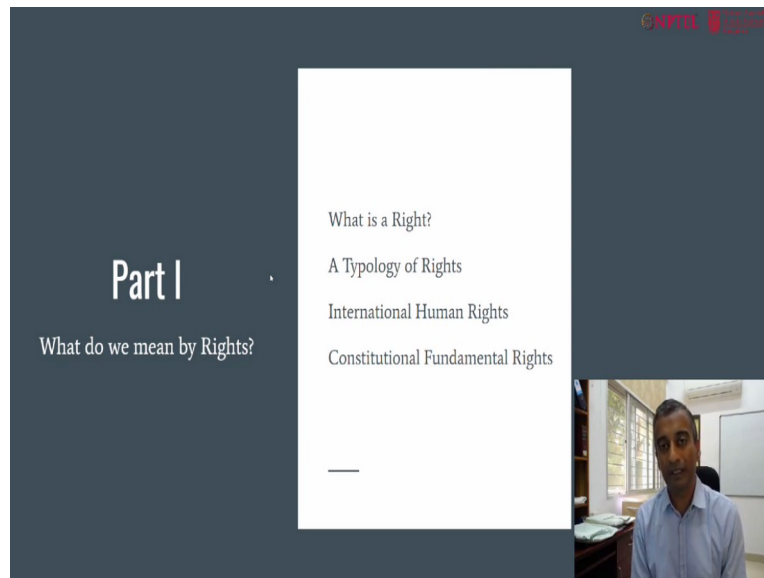 NPTEL
Part I
What do we mean by Rights?
What is a Right?
A Typology of Rights
International Human Rights
Constitutional Fundamental Rights